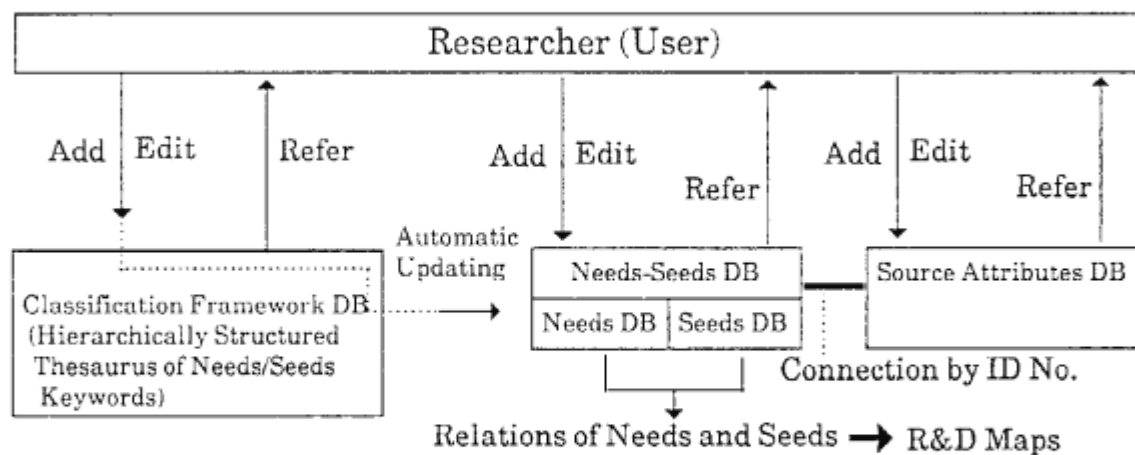 Researcher (User)
Add Edit Refer
Add Edit Refer
Add Edit Refer
Automatic
Updating
Classification Framework DB
(Hierarchically Structured
Thesaurus of Needs/Seeds
Keywords)
Needs-Seeds DB
Needs DB Seeds DB
Source Attributes DB
Connection by ID No.
Relations of Needs and Seeds
R&D Maps